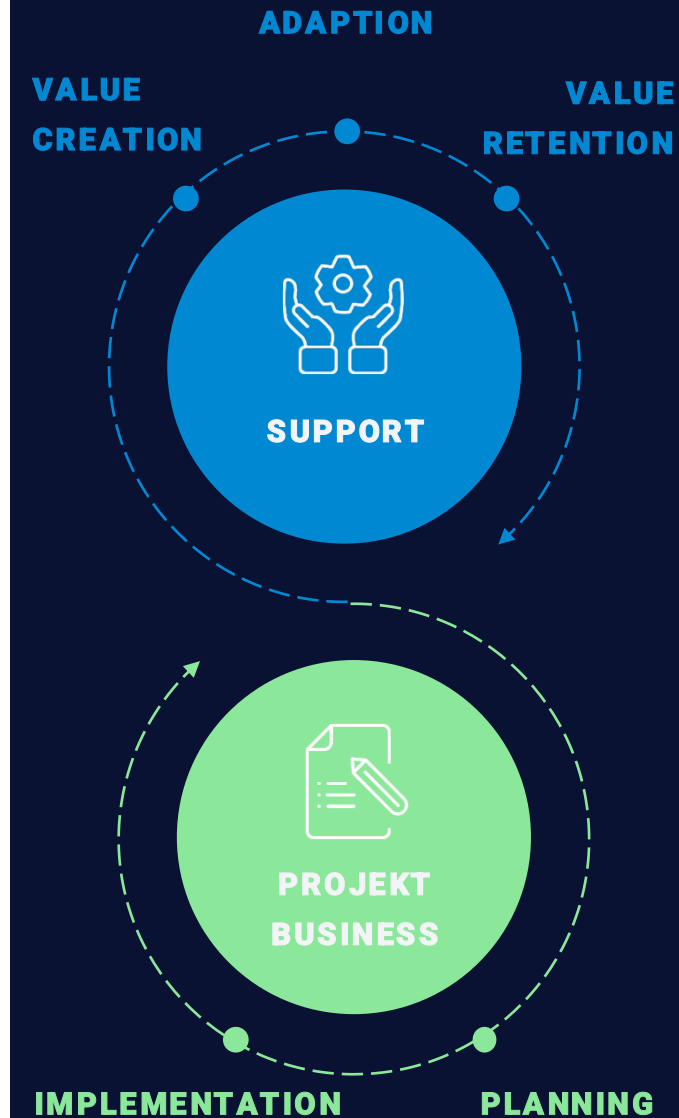 ADAPTION
VALUE
CREATION
VALUE
RETENTION
SUPPORT
PROJEKT
BUSINESS
IMPLEMENTATION
PLANNING